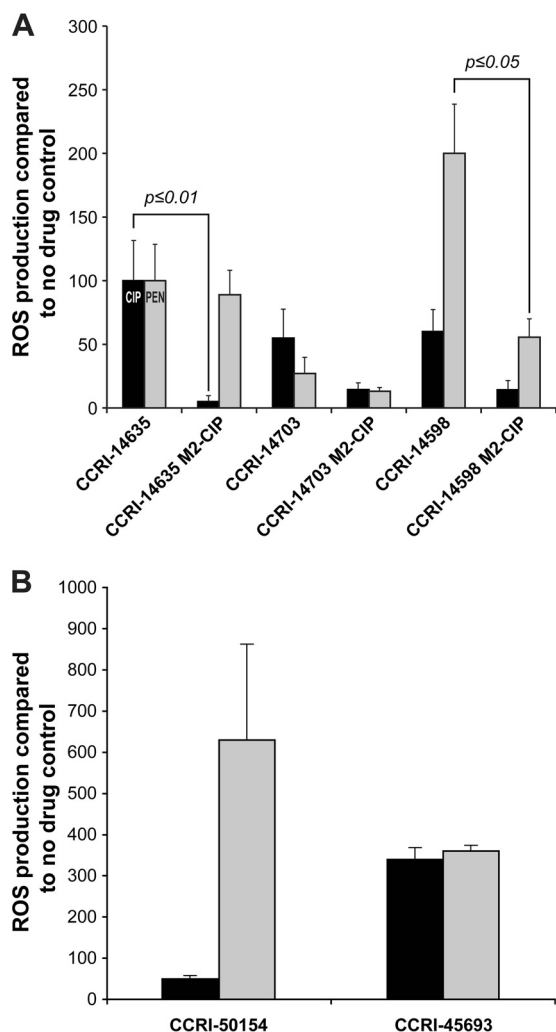 A
ROS production compared
to no drug control
300
250
200
150
100
50
0
p≤0.01
p≤0.05
CIP
PEN
CCRI-14635
CCRI-14635 M2-CIP
CCRI-14703
CCRI-14703 M2-CIP
CCRI-14598
CCRI-14598 M2-CIP
B
ROS production compared
to no drug control
1000
900
800
700
600
500
400
300
200
100
0
CCRI-50154
CCRI-45693